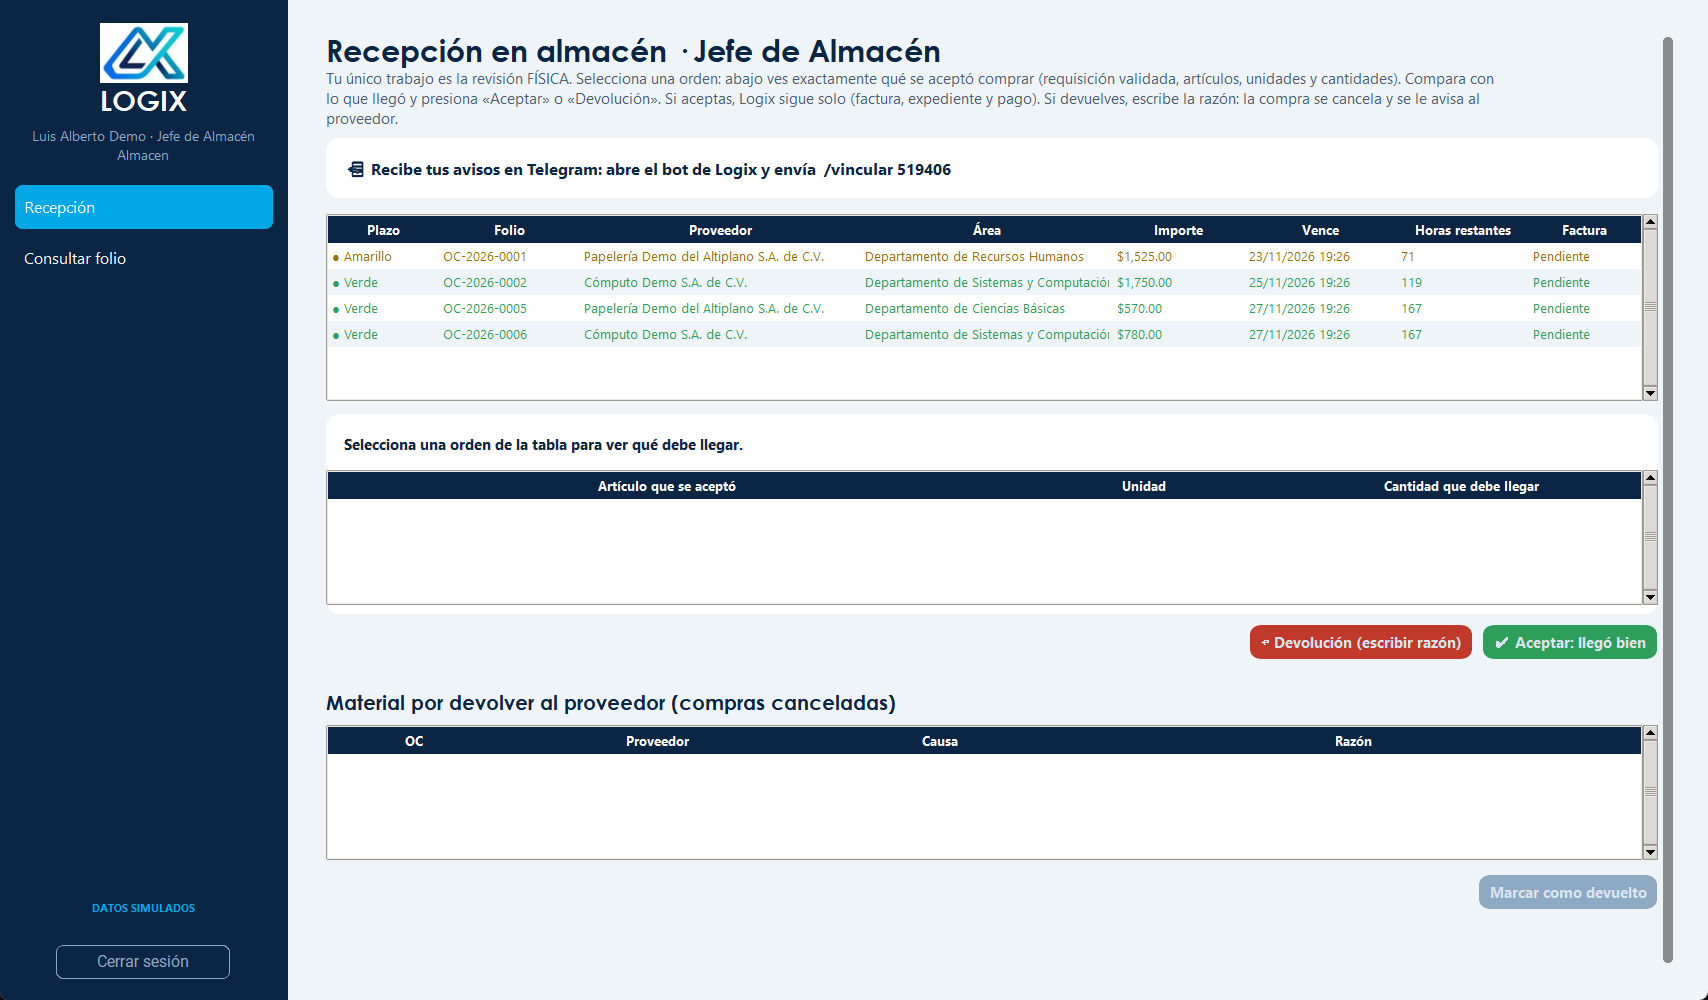 LOGIX
Luis Alberto Demo · Jefe de Almacén
Almacen
Recepción
Consultar folio
DATOS SIMULADOS
Cerrar sesión
Recepción en almacén · Jefe de Almacén
Tu único trabajo es la revisión FÍSICA. Selecciona una orden: abajo ves exactamente qué se aceptó comprar (requisición validada, artículos, unidades y cantidades). Compara con
lo que llegó y presiona «Aceptar» o «Devolución». Si aceptas, Logix sigue solo (factura, expediente y pago). Si devuelves, escribe la razón: la compra se cancela y se le avisa al
proveedor.
Recibe tus avisos en Telegram: abre el bot de Logix y envía /vincular 519406
Plazo Folio Proveedor Área Importe Vence Horas restantes Factura
● Amarillo OC-2026-0001 Papelería Demo del Altiplano S.A. de C.V. Departamento de Recursos Humanos $1,525.00 23/11/2026 19:26 71 Pendiente
● Verde OC-2026-0002 Cómputo Demo S.A. de C.V. Departamento de Sistemas y Computación $1,750.00 25/11/2026 19:26 119 Pendiente
● Verde OC-2026-0005 Papelería Demo del Altiplano S.A. de C.V. Departamento de Ciencias Básicas $570.00 27/11/2026 19:26 167 Pendiente
● Verde OC-2026-0006 Cómputo Demo S.A. de C.V. Departamento de Sistemas y Computación $780.00 27/11/2026 19:26 167 Pendiente
Selecciona una orden de la tabla para ver qué debe llegar.
Artículo que se aceptó Unidad Cantidad que debe llegar
Devolución (escribir razón) ✔ Aceptar: llegó bien
Material por devolver al proveedor (compras canceladas)
OC Proveedor Causa Razón
Marcar como devuelto